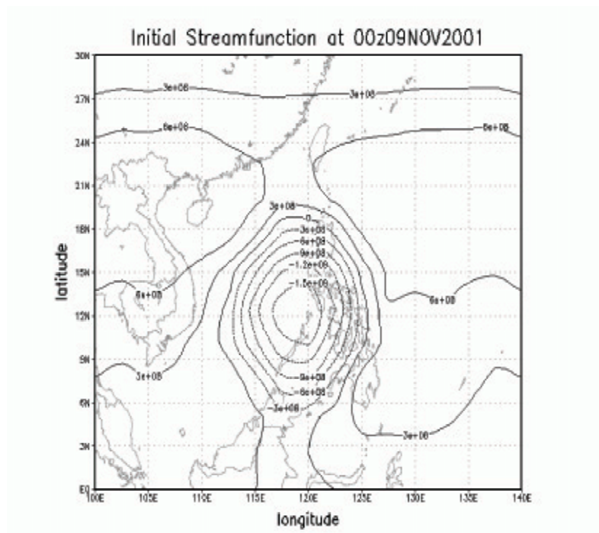 Initial Streamfunction at 00z09NOV2001
30N
3e+08
3e+08
27N
6e+08
6e+08
24N
21N
3e+08
0
18N
-3e+08
-6e+08
-9e+08
-1.2e+08
15N
-1.5e+08
6e+08
6e+08
12N
9N
3e+08
-9e+08
-6e+08
6N
-3e+08
3e+08
3N
EQ
100E 105E 110E 115E 120E 125E 130E 135E 140E
latitude
longitude